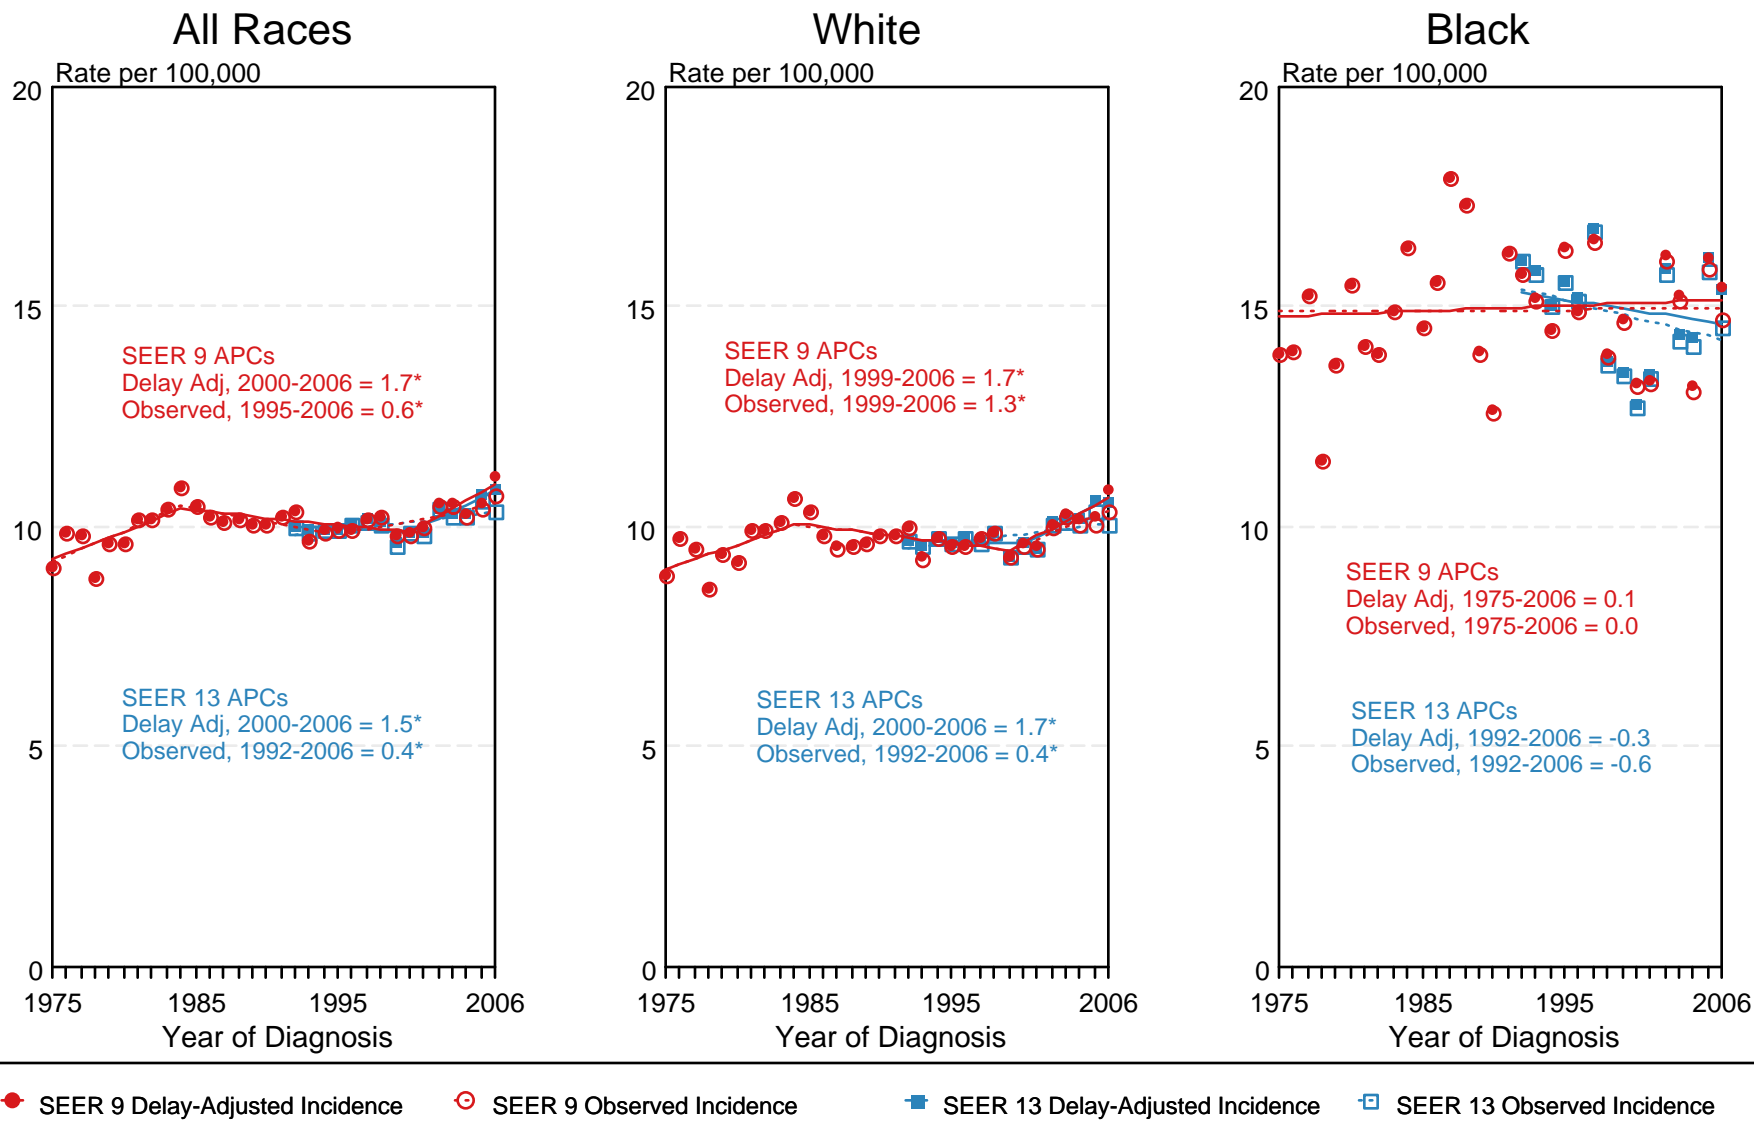 All Races
Rate per 100,000
20
15
10
5
0
SEER 9 APCs
Delay Adj, 2000-2006 = 1.7*
Observed, 1995-2006 = 0.6*
SEER 13 APCs
Delay Adj, 2000-2006 = 1.5*
Observed, 1992-2006 = 0.4*
1975 1985 1995 2006
Year of Diagnosis
White
Rate per 100,000
20
15
10
5
0
SEER 9 APCs
Delay Adj, 1999-2006 = 1.7*
Observed, 1999-2006 = 1.3*
SEER 13 APCs
Delay Adj, 2000-2006 = 1.7*
Observed, 1992-2006 = 0.4*
1975 1985 1995 2006
Year of Diagnosis
Black
Rate per 100,000
20
15
10
5
0
SEER 9 APCs
Delay Adj, 1975-2006 = 0.1
Observed, 1975-2006 = 0.0
SEER 13 APCs
Delay Adj, 1992-2006 = -0.3
Observed, 1992-2006 = -0.6
1975 1985 1995 2006
Year of Diagnosis
SEER 9 Delay-Adjusted Incidence
SEER 9 Observed Incidence
SEER 13 Delay-Adjusted Incidence
SEER 13 Observed Incidence